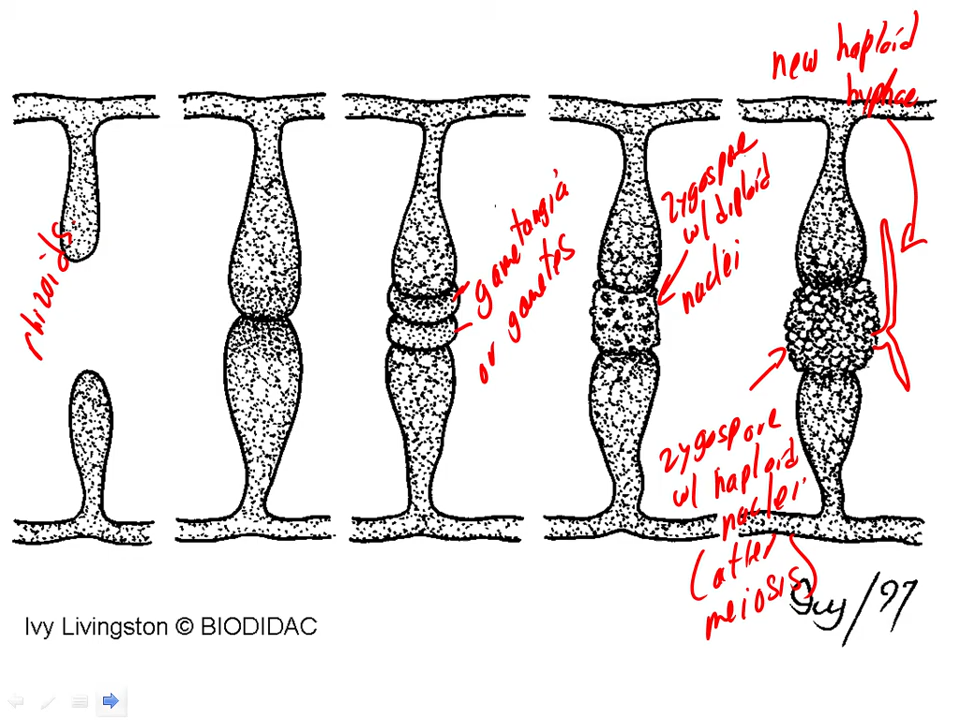 new haploid
hyphae
rhizoids
gametangia
or gametes
zygospore
w/ diploid
nuclei
zygospore
w/ haploid
nuclei
(after
meiosis)
Ivy/97
Ivy Livingston © BIODIDAC